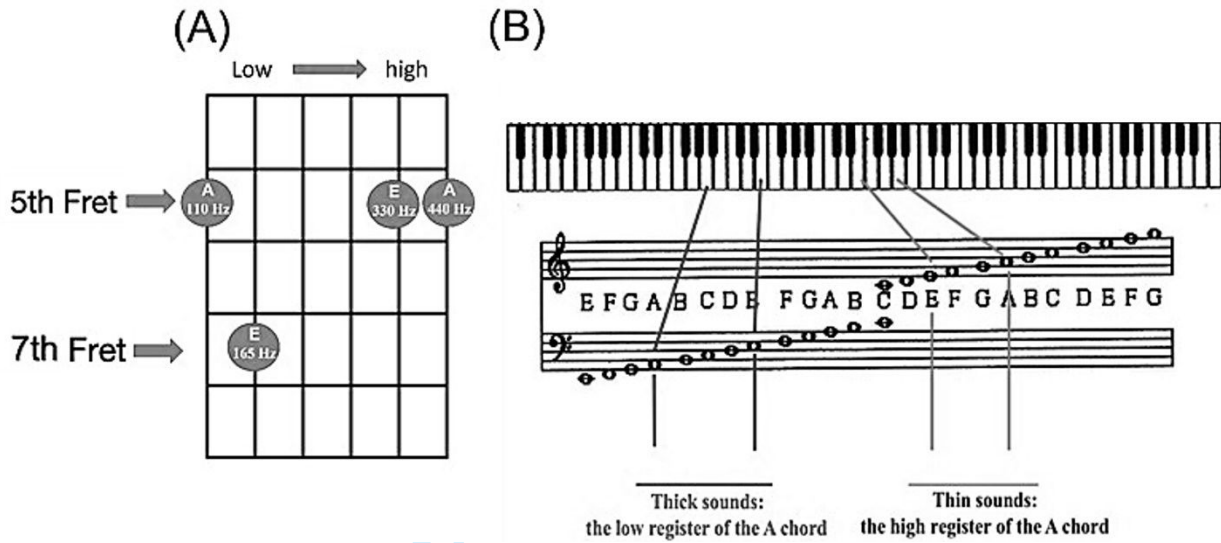 (A)
Low high
5th Fret
A
110 Hz
E
330 Hz
A
440 Hz
7th Fret
E
165 Hz
(B)
E F G A B C D E F G A B C D E F G A B C D E F G
Thick sounds:
the low register of the A chord
Thin sounds:
the high register of the A chord